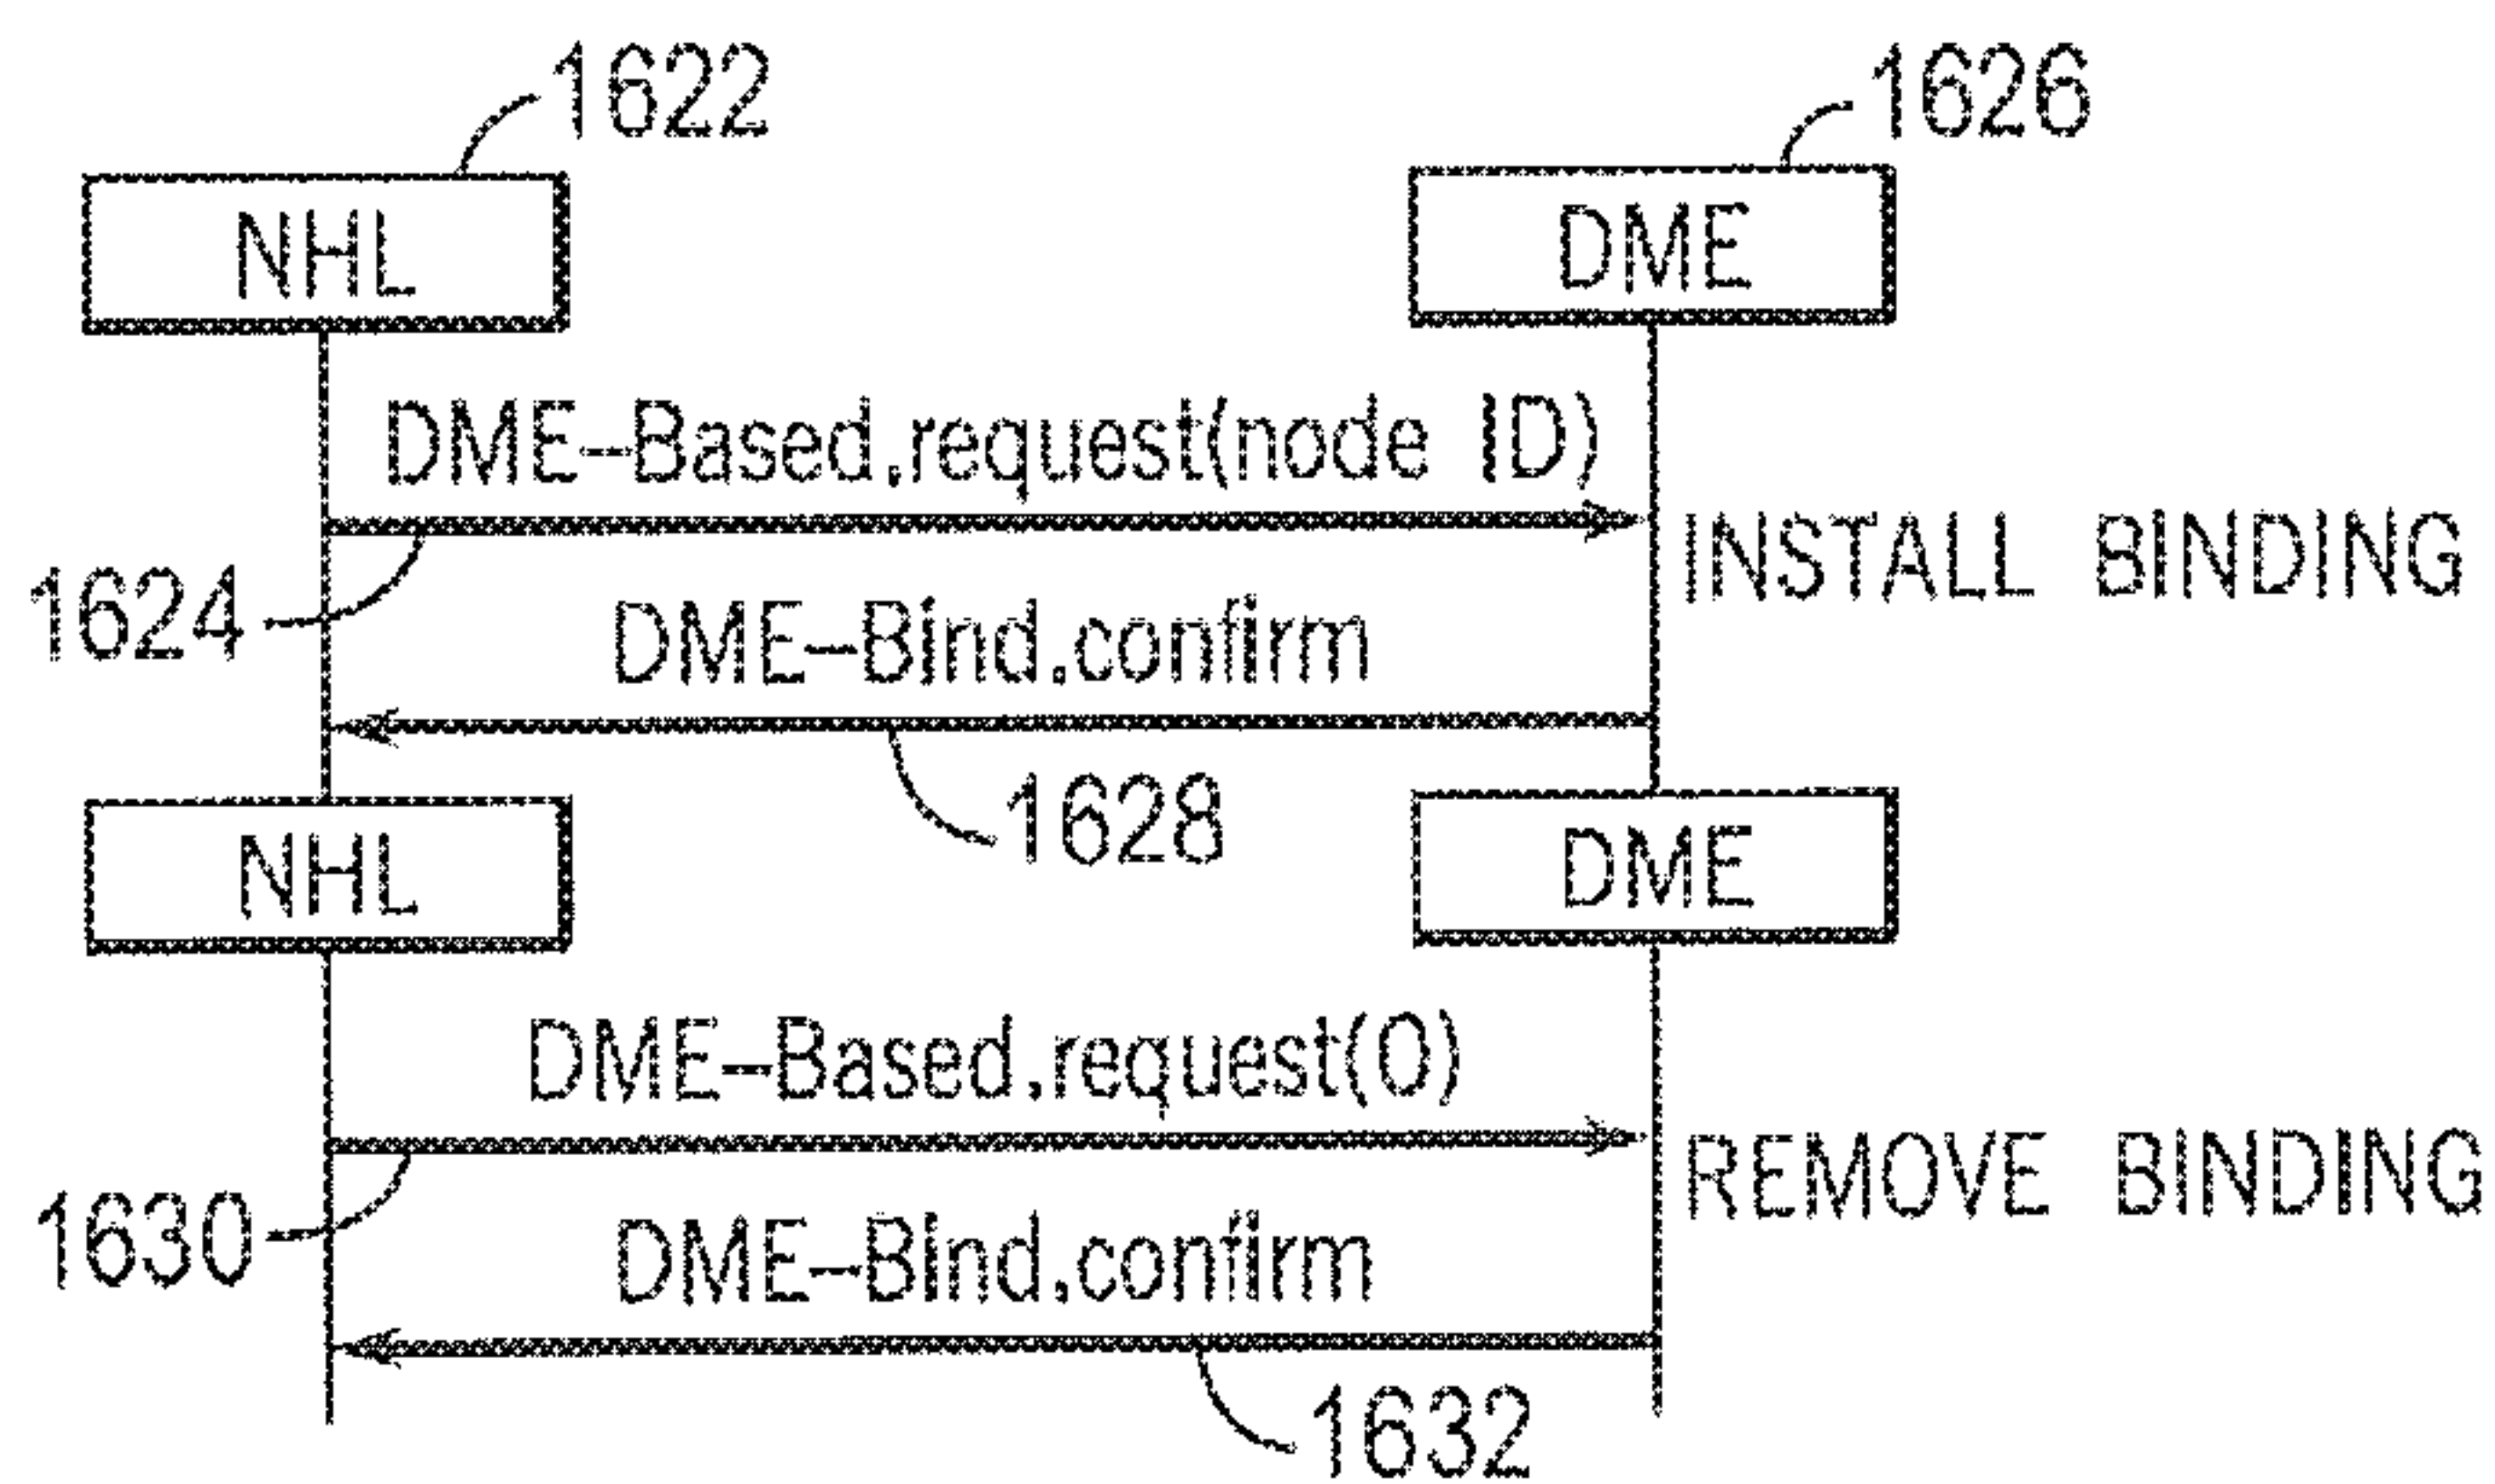 1622
1626
NHL
DME
DME-Based.request(node ID)
INSTALL BINDING
1624
DME-Bind.confirm
1628
NHL
DME
DME-Based.request(0)
REMOVE BINDING
1630
DME-Bind.confirm
1632